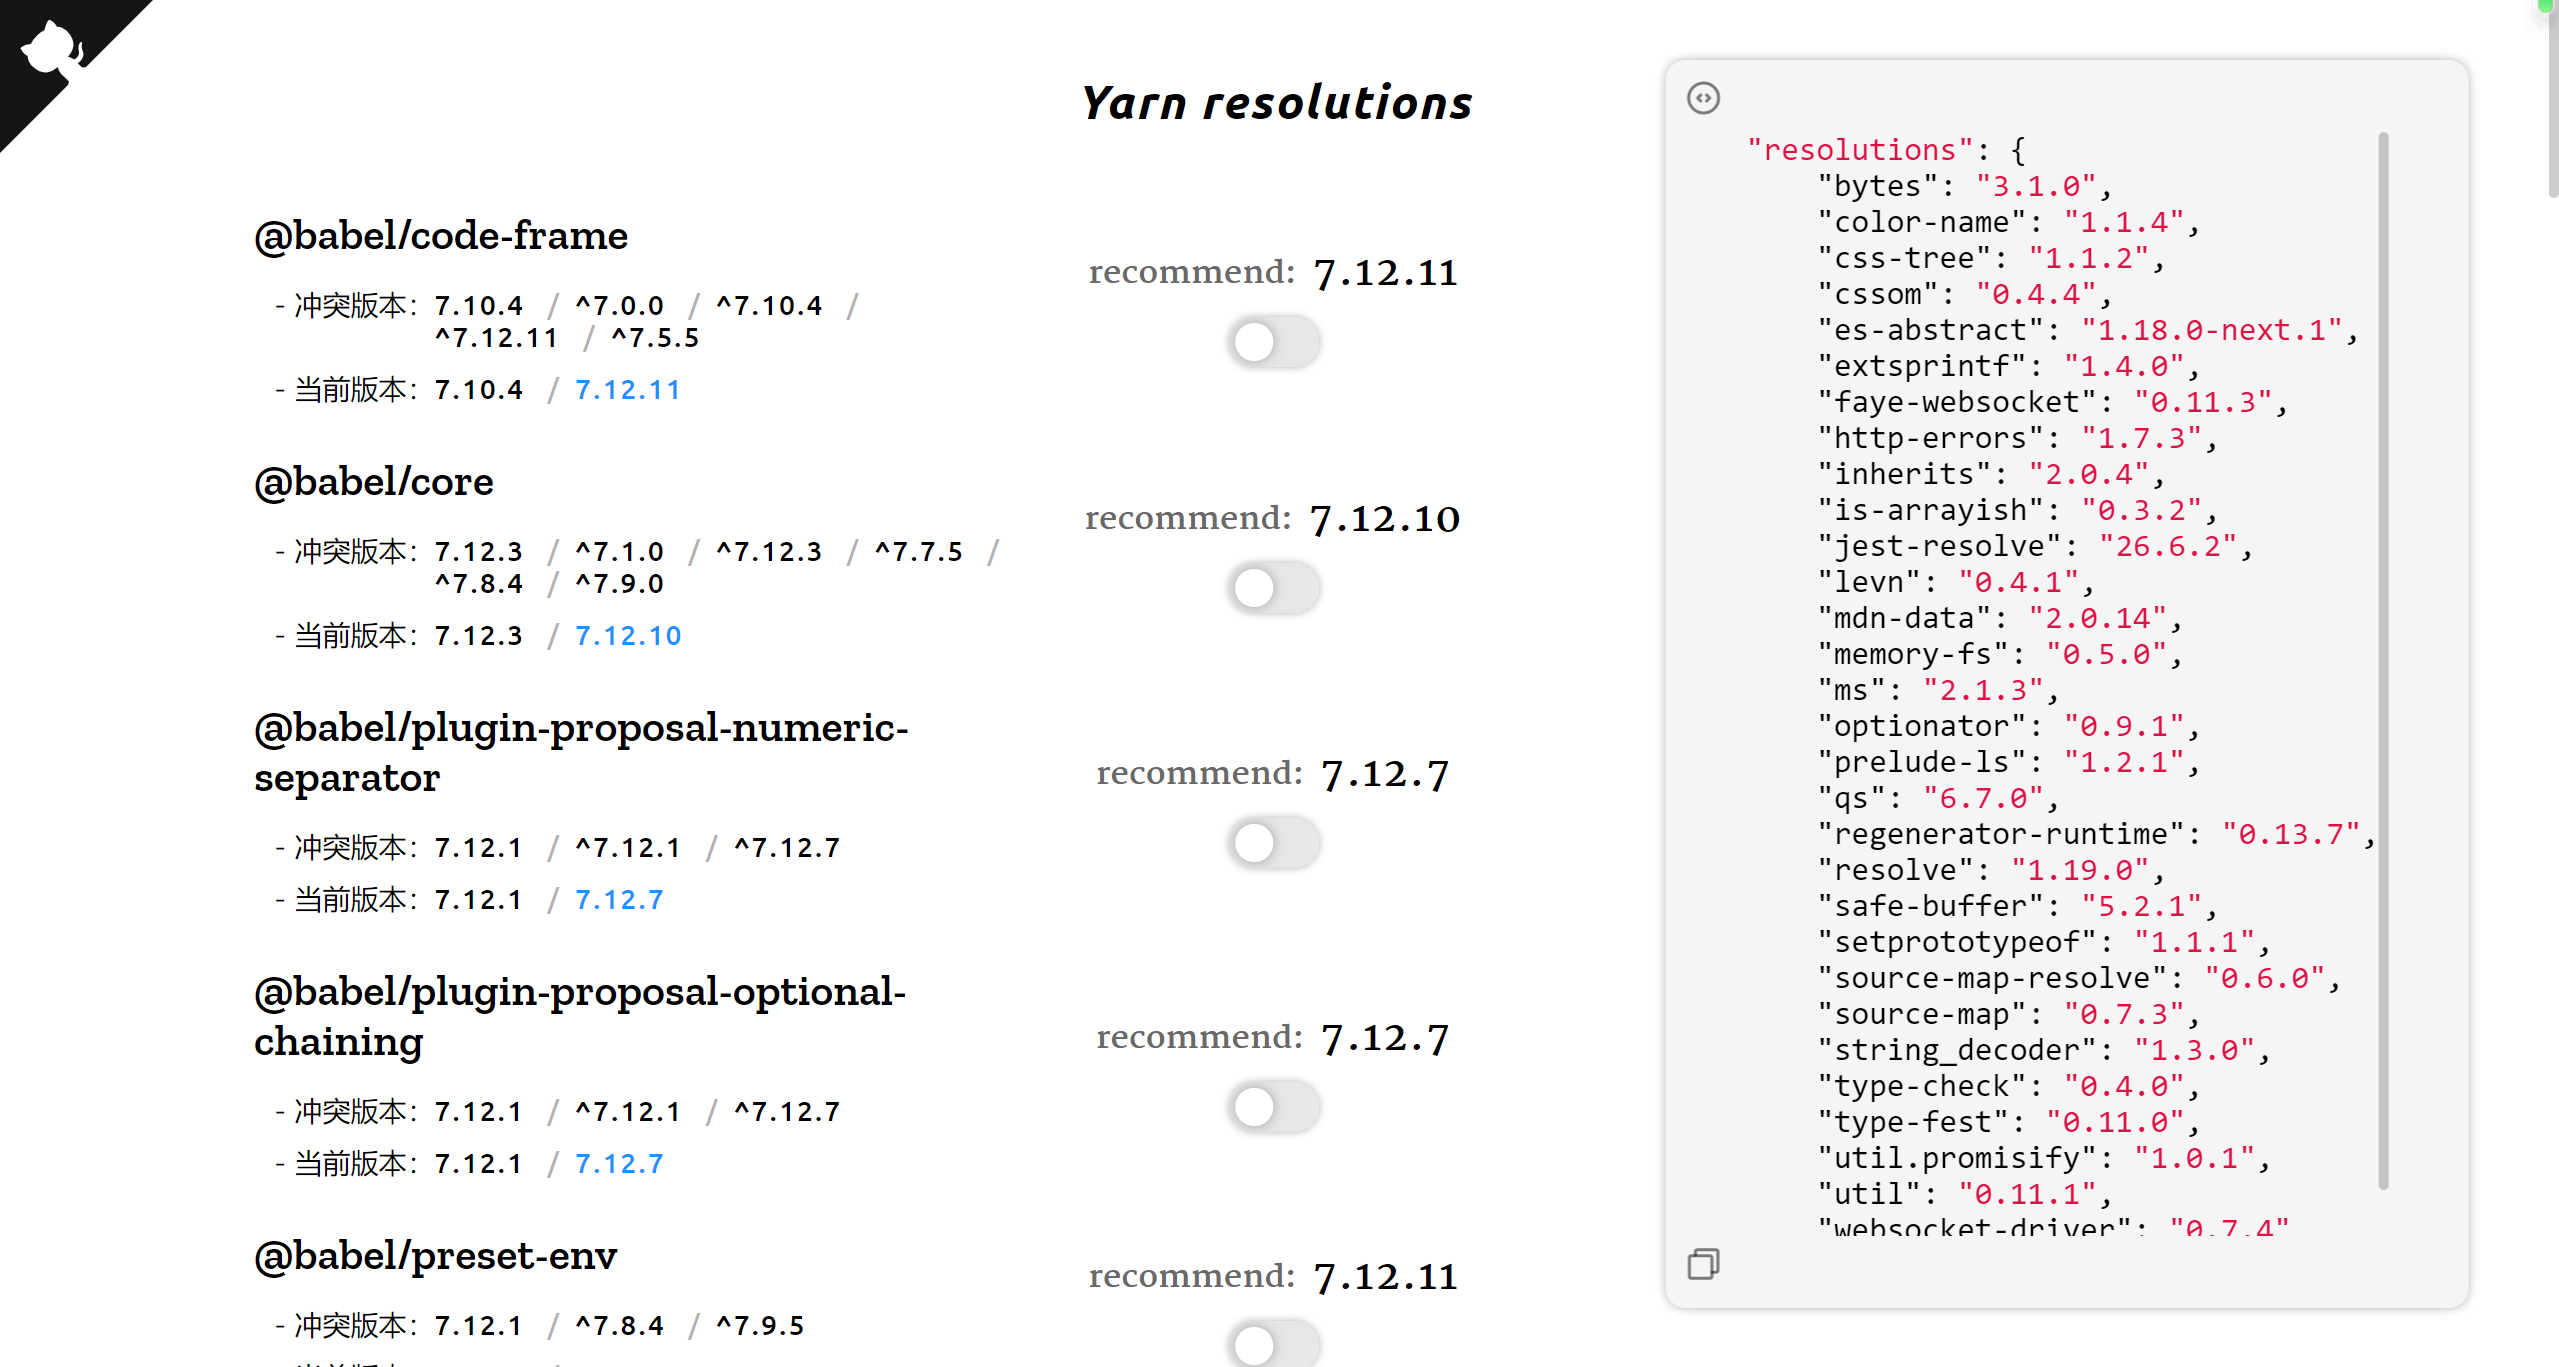 Yarn resolutions
@babel/code-frame
- 冲突版本: 7.10.4 / ^7.0.0 / ^7.10.4 /
^7.12.11 / ^7.5.5
- 当前版本: 7.10.4 / 7.12.11
recommend: 7.12.11
@babel/core
- 冲突版本: 7.12.3 / ^7.1.0 / ^7.12.3 / ^7.7.5 /
^7.8.4 / ^7.9.0
- 当前版本: 7.12.3 / 7.12.10
recommend: 7.12.10
@babel/plugin-proposal-numeric-
separator
- 冲突版本: 7.12.1 / ^7.12.1 / ^7.12.7
- 当前版本: 7.12.1 / 7.12.7
recommend: 7.12.7
@babel/plugin-proposal-optional-
chaining
- 冲突版本: 7.12.1 / ^7.12.1 / ^7.12.7
- 当前版本: 7.12.1 / 7.12.7
recommend: 7.12.7
@babel/preset-env
- 冲突版本: 7.12.1 / ^7.8.4 / ^7.9.5
recommend: 7.12.11
"resolutions": {
"bytes": "3.1.0",
"color-name": "1.1.4",
"css-tree": "1.1.2",
"cssom": "0.4.4",
"es-abstract": "1.18.0-next.1",
"extsprintf": "1.4.0",
"faye-websocket": "0.11.3",
"http-errors": "1.7.3",
"inherits": "2.0.4",
"is-arrayish": "0.3.2",
"jest-resolve": "26.6.2",
"levn": "0.4.1",
"mdn-data": "2.0.14",
"memory-fs": "0.5.0",
"ms": "2.1.3",
"optionator": "0.9.1",
"prelude-ls": "1.2.1",
"qs": "6.7.0",
"regenerator-runtime": "0.13.7",
"resolve": "1.19.0",
"safe-buffer": "5.2.1",
"setprototypeof": "1.1.1",
"source-map-resolve": "0.6.0",
"source-map": "0.7.3",
"string_decoder": "1.3.0",
"type-check": "0.4.0",
"type-fest": "0.11.0",
"util.promisify": "1.0.1",
"util": "0.11.1",
"websocket-driver": "0.7.4"